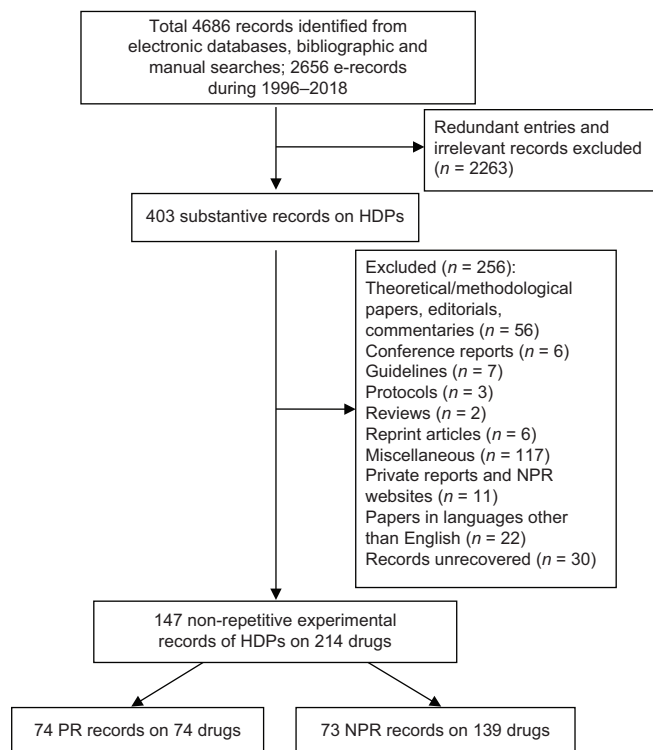 Total 4686 records identified from
electronic databases, bibliographic and
manual searches; 2656 e-records
during 1996–2018
Redundant entries and
irrelevant records excluded
(n = 2263)
403 substantive records on HDPs
Excluded (n = 256):
Theoretical/methodological
papers, editorials,
commentaries (n = 56)
Conference reports (n = 6)
Guidelines (n = 7)
Protocols (n = 3)
Reviews (n = 2)
Reprint articles (n = 6)
Miscellaneous (n = 117)
Private reports and NPR
websites (n = 11)
Papers in languages other
than English (n = 22)
Records unrecovered (n = 30)
147 non-repetitive experimental
records of HDPs on 214 drugs
74 PR records on 74 drugs
73 NPR records on 139 drugs